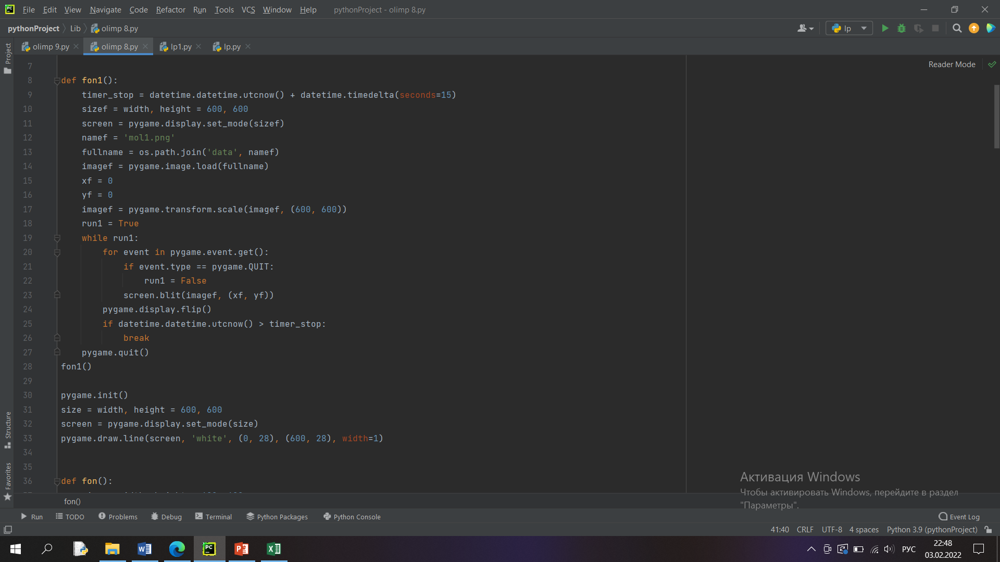 File Edit View Navigate Code Refactor Run Tools VCS Window Help pythonProject - olimp 8.py
pythonProject Lib olimp 8.py lp
olimp 9.py olimp 8.py lp1.py lp.py
Project
Reader Mode
7
8 def fon1():
9 timer_stop = datetime.datetime.utcnow() + datetime.timedelta(seconds=15)
10 sizef = width, height = 600, 600
11 screen = pygame.display.set_mode(sizef)
12 namef = 'mol1.png'
13 fullname = os.path.join('data', namef)
14 imagef = pygame.image.load(fullname)
15 xf = 0
16 yf = 0
17 imagef = pygame.transform.scale(imagef, (600, 600))
18 run1 = True
19 while run1:
20 for event in pygame.event.get():
21 if event.type == pygame.QUIT:
22 run1 = False
23 screen.blit(imagef, (xf, yf))
24 pygame.display.flip()
25 if datetime.datetime.utcnow() > timer_stop:
26 break
27 pygame.quit()
28 fon1()
29
30 pygame.init()
31 size = width, height = 600, 600
32 screen = pygame.display.set_mode(size)
33 pygame.draw.line(screen, 'white', (0, 28), (600, 28), width=1)
34
35
36 def fon():
Structure
Favorites
Активация Windows
Чтобы активировать Windows, перейдите в раздел
"Параметры".
fon()
Run TODO Problems Debug Terminal Python Packages Python Console Event Log
41:40 CRLF UTF-8 4 spaces Python 3.9 (pythonProject)
РУС
22:48
03.02.2022